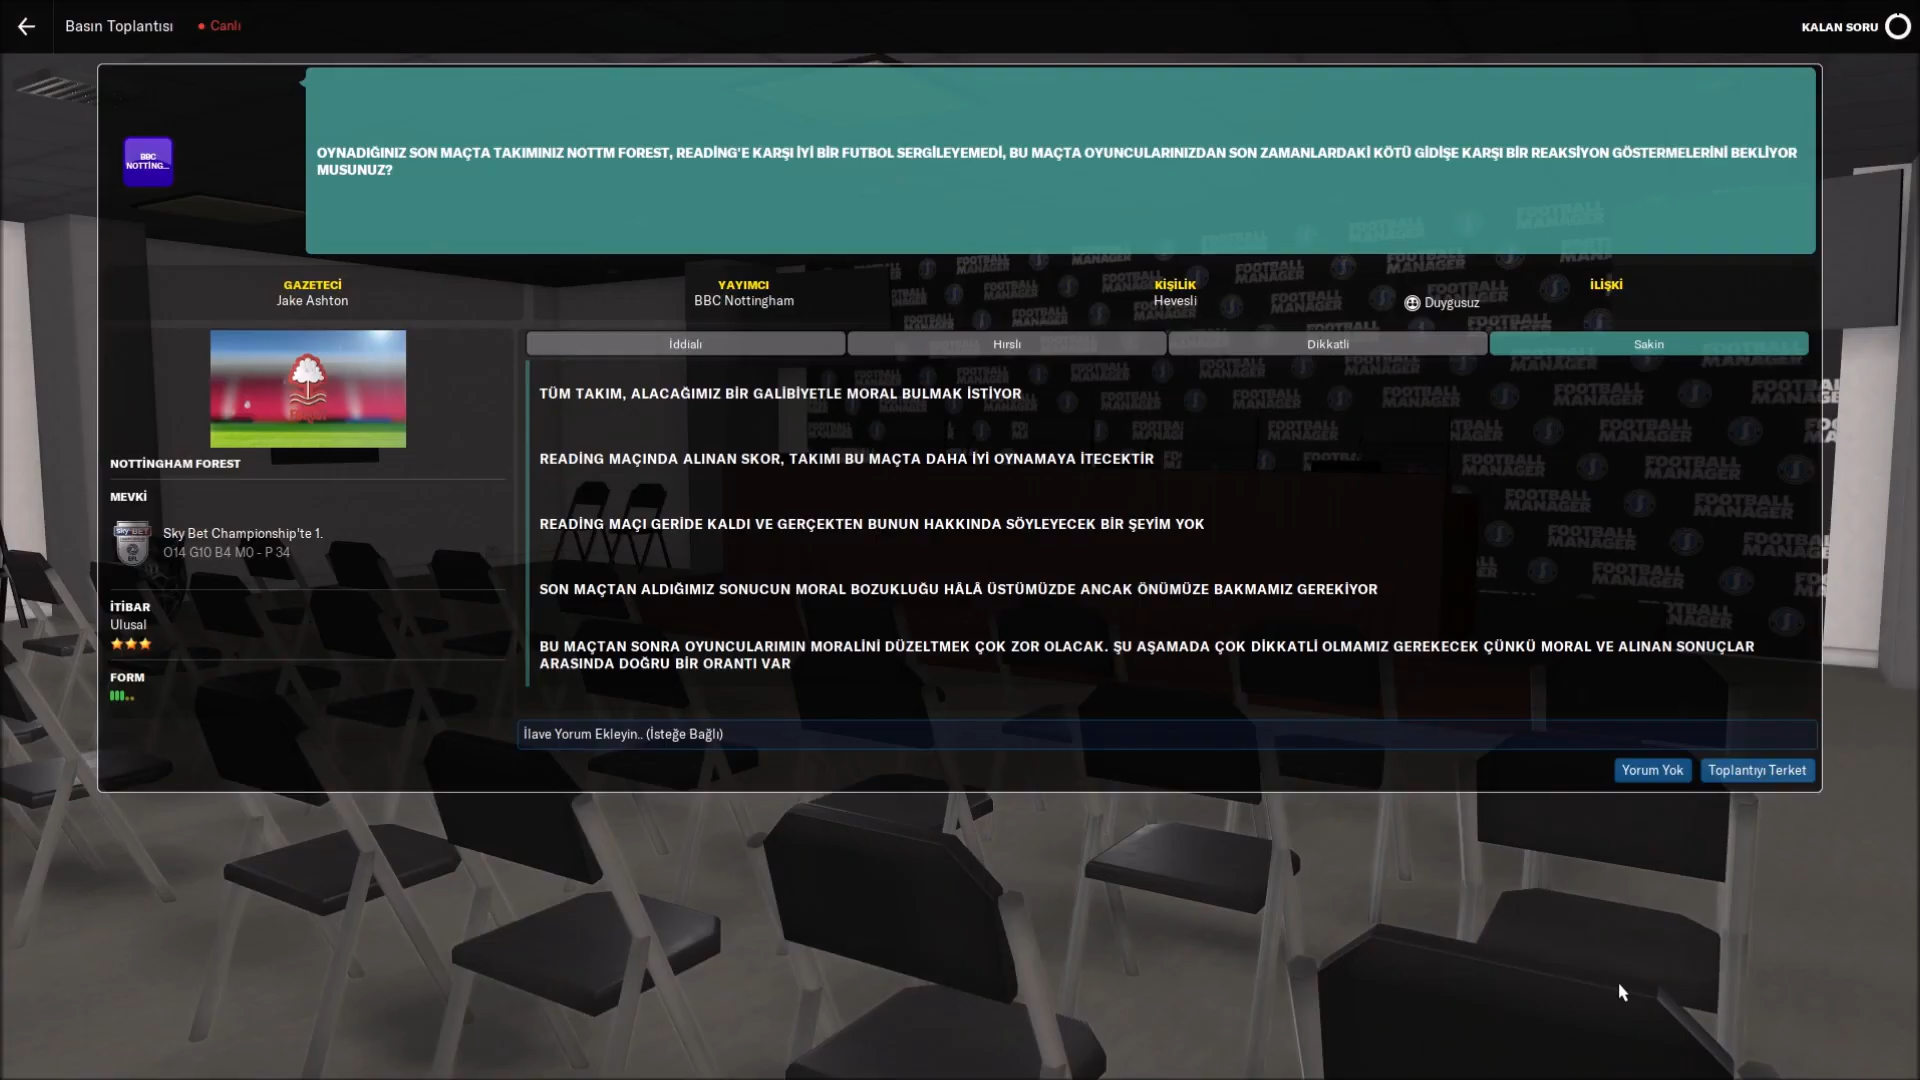 Basın Toplantısı
Canlı
KALAN SORU
BBC
NOTTİNG...
OYNADIĞINIZ SON MAÇTA TAKIMINIZ NOTTM FOREST, READİNG'E KARŞI İYİ BİR FUTBOL SERGİLEYEMEDİ, BU MAÇTA OYUNCULARINIZDAN SON ZAMANLARDAKİ KÖTÜ GİDİŞE KARŞI BİR REAKSİYON GÖSTERMELERİNİ BEKLİYOR
MUSUNUZ?
GAZETECİ
Jake Ashton
YAYIMCI
BBC Nottingham
KİŞİLİK
Hevesli
İLİŞKİ
Duygusuz
İddialı
Hırslı
Dikkatli
Sakin
TÜM TAKIM, ALACAĞIMIZ BİR GALİBİYETLE MORAL BULMAK İSTİYOR
READİNG MAÇINDA ALINAN SKOR, TAKIMI BU MAÇTA DAHA İYİ OYNAMAYA İTECEKTİR
READİNG MAÇI GERİDE KALDI VE GERÇEKTEN BUNUN HAKKINDA SÖYLEYECEK BİR ŞEYİM YOK
SON MAÇTAN ALDIĞIMIZ SONUCUN MORAL BOZUKLUĞU HÂLÂ ÜSTÜMÜZDE ANCAK ÖNÜMÜZE BAKMAMIZ GEREKİYOR
BU MAÇTAN SONRA OYUNCULARIMIN MORALİNİ DÜZELTMEK ÇOK ZOR OLACAK. ŞU AŞAMADA ÇOK DİKKATLİ OLMAMIZ GEREKECEK ÇÜNKÜ MORAL VE ALINAN SONUÇLAR
ARASINDA DOĞRU BİR ORANTI VAR
NOTTİNGHAM FOREST
MEVKİ
Sky Bet Championship'te 1.
O14 G10 B4 M0 - P 34
İTİBAR
Ulusal
FORM
İlave Yorum Ekleyin.. (İsteğe Bağlı)
Yorum Yok
Toplantıyı Terket
FOOTBALL
MANAGER